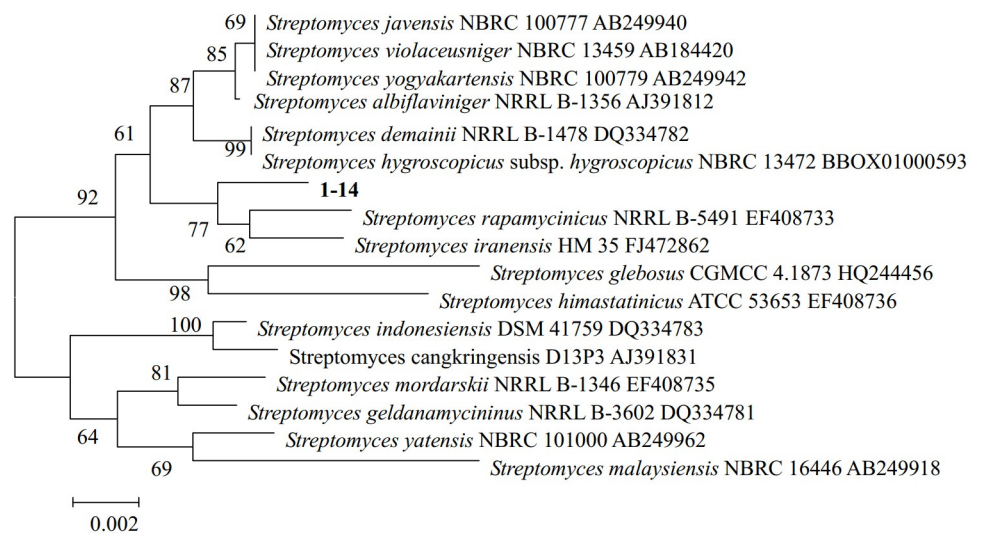 69 Streptomyces javensis NBRC 100777 AB249940
85 Streptomyces violaceusniger NBRC 13459 AB184420
Streptomyces yogyakartensis NBRC 100779 AB249942
87
Streptomyces albiflaviniger NRRL B-1356 AJ391812
61 Streptomyces demainii NRRL B-1478 DQ334782
99
Streptomyces hygroscopicus subsp. hygroscopicus NBRC 13472 BBOX01000593
92 1-14
Streptomyces rapamycinicus NRRL B-5491 EF408733
77
62 Streptomyces iranensis HM 35 FJ472862
Streptomyces glebosus CGMCC 4.1873 HQ244456
98 Streptomyces himastatinicus ATCC 53653 EF408736
100 Streptomyces indonesiensis DSM 41759 DQ334783
Streptomyces cangkringensis D13P3 AJ391831
81 Streptomyces mordarskii NRRL B-1346 EF408735
Streptomyces geldanamycininus NRRL B-3602 DQ334781
64 Streptomyces yatensis NBRC 101000 AB249962
69 Streptomyces malaysiensis NBRC 16446 AB249918
0.002